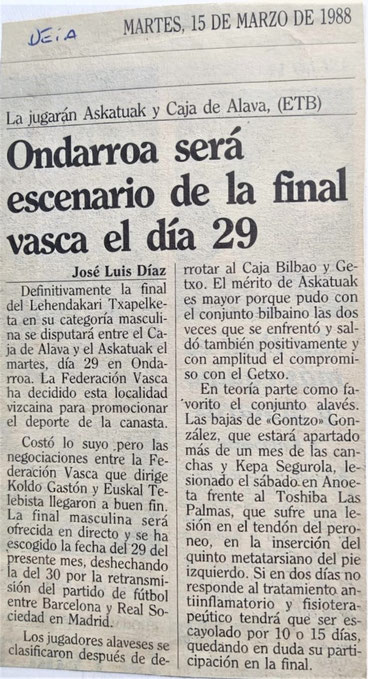 DEIA
MARTES, 15 DE MARZO DE 1988
La jugarán Askatuak y Caja de Alava, (ETB)
Ondarroa será
escenario de la final
vasca el día 29
José Luis Díaz
Definitivamente la final
del Lehendakari Txapelke-
ta en su categoría masculi-
na se disputará entre el Ca-
ja de Alava y el Askatuak el
martes, día 29 en Onda-
rroa. La Federación Vasca
ha decidido esta localidad
vizcaina para promocionar
el deporte de la canasta.
Costó lo suyo pero las
negociaciones entre la Fe-
deración Vasca que dirige
Koldo Gastón y Euskal Te-
lebista llegaron a buen fin.
La final masculina será
ofrecida en directo y se ha
escogido la fecha del 29 del
presente mes, deshechando
la del 30 por la retransmi-
sión del partido de fútbol
entre Barcelona y Real So-
ciedad en Madrid.
Los jugadores alaveses se
clasificaron después de de-
rrotar al Caja Bilbao y Ge-
txo. El mérito de Askatuak
es mayor porque pudo con
el conjunto bilbaino las dos
veces que se enfrentó y sal-
dó también positivamente y
con amplitud el compromi-
so con el Getxo.
En teoría parte como fa-
vorito el conjunto alavés.
Las bajas de «Gontzo» Gon-
zález, que estará apartado
más de un mes de las can-
chas y Kepa Segurola, le-
sionado el sábado en Anoe-
ta frente al Toshiba Las
Palmas, que sufre una le-
sión en el tendón del pero-
neo, en la inserción del
quinto metatarsiano del pie
izquierdo. Si en dos días no
responde al tratamiento an-
tiinflamatorio y fisiotera-
peútico tendrá que ser es-
cayolado por 10 o 15 días,
quedando en duda su par-
ticipación en la final.